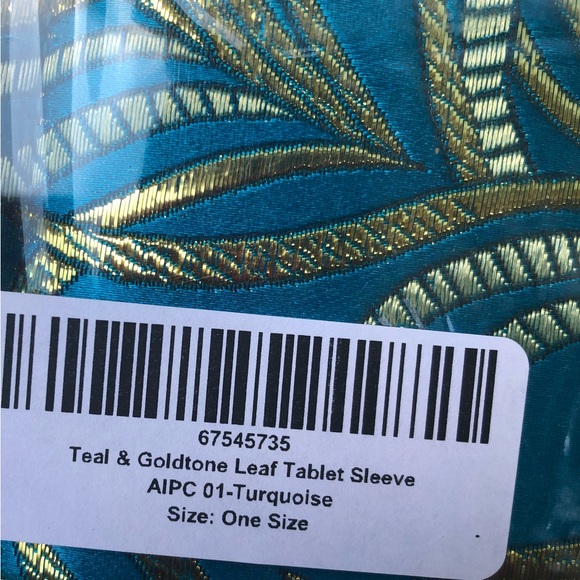 67545735
Teal & Goldtone Leaf Tablet Sleeve
AIPC 01-Turquoise
Size: One Size